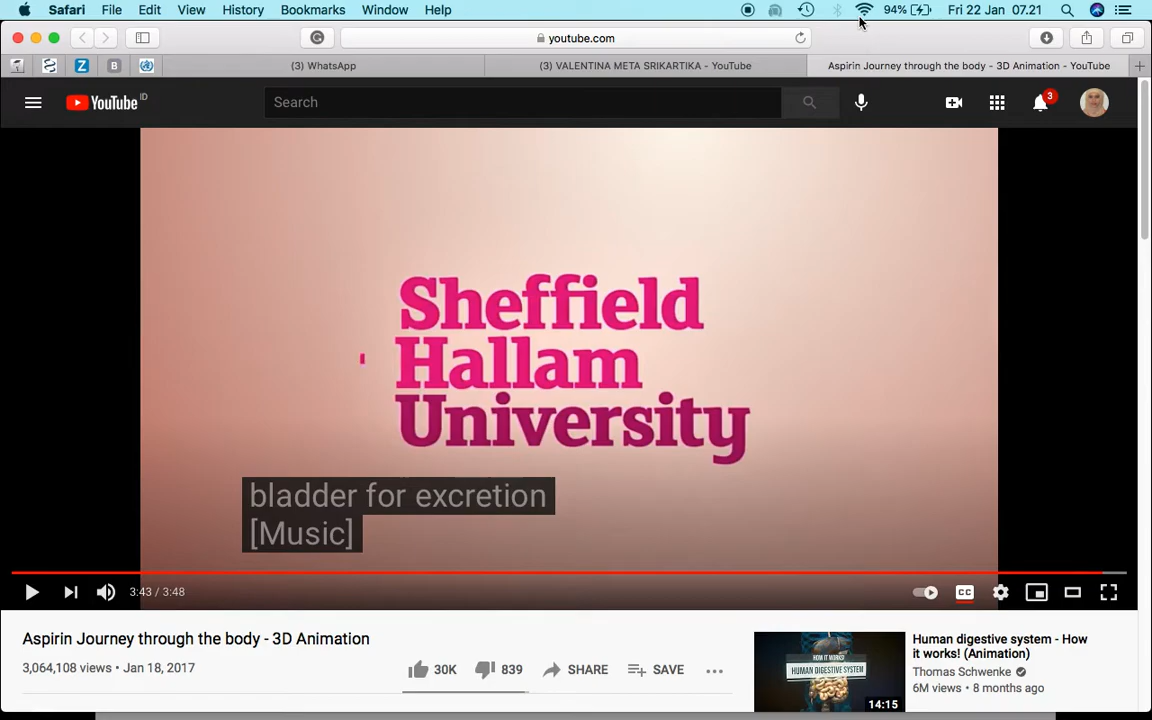 Safari File Edit View History Bookmarks Window Help 94% Fri 22 Jan 07.21
youtube.com
Z B (3) WhatsApp (3) VALENTINA META SRIKARTIKA - YouTube Aspirin Journey through the body - 3D Animation - YouTube
YouTube ID Search 3
Sheffield
Hallam
University
bladder for excretion
[Music]
3:43 / 3:48 CC
Aspirin Journey through the body - 3D Animation
3,064,108 views • Jan 18, 2017 30K 839 SHARE SAVE
HOW IT WORKS!
HUMAN DIGESTIVE SYSTEM
14:15
Human digestive system - How
it works! (Animation)
Thomas Schwenke
6M views • 8 months ago